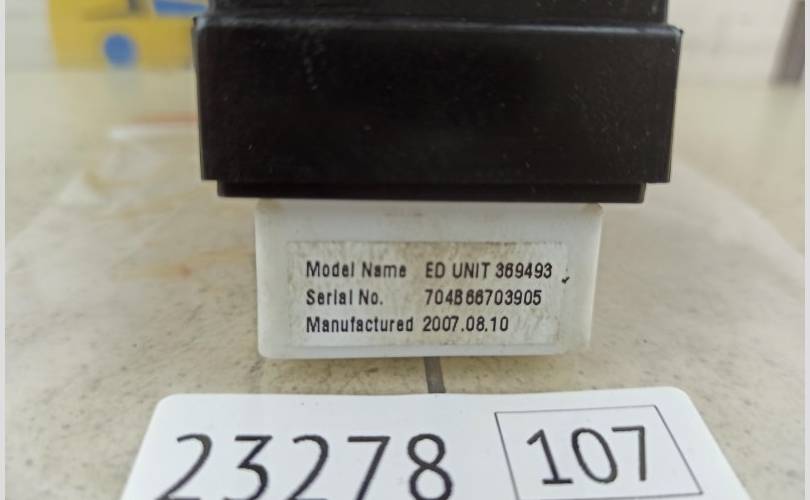 Model Name ED UNIT 369493
Serial No. 704866703905
Manufactured 2007.08.10
23278 107